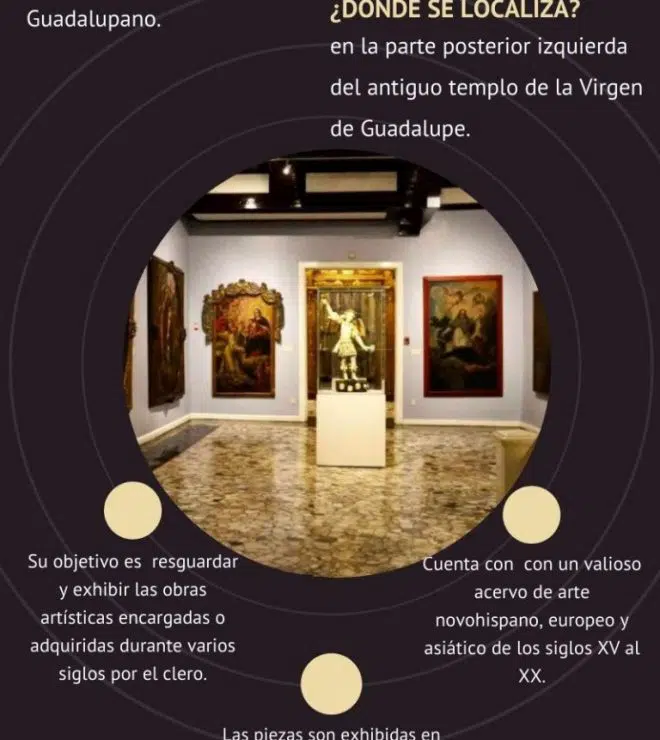 Guadalupano.
¿DONDE SE LOCALIZA?
en la parte posterior izquierda
del antiguo templo de la Virgen
de Guadalupe.
Su objetivo es resguardar
y exhibir las obras
artísticas encargadas o
adquiridas durante varios
siglos por el clero.
Cuenta con con un valioso
acervo de arte
novohispano, europeo y
asiático de los siglos XV al
XX.
Las piezas son exhibidas en